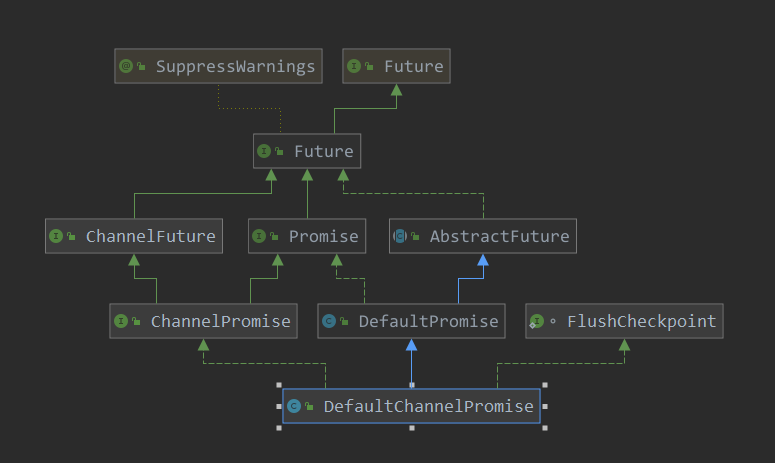 SuppressWarnings
Future
Future
ChannelFuture
Promise
AbstractFuture
ChannelPromise
DefaultPromise
FlushCheckpoint
DefaultChannelPromise